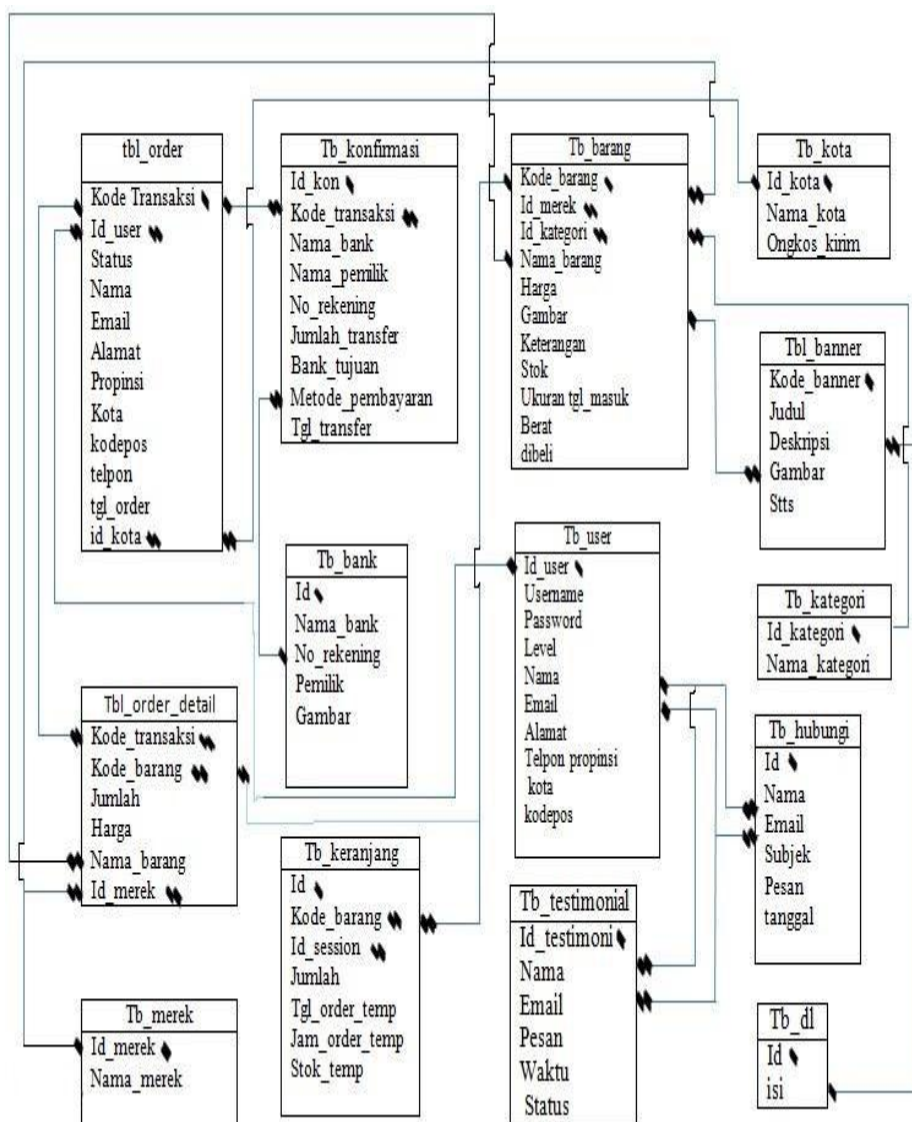 tbl_order
Kode Transaksi
Id_user
Status
Nama
Email
Alamat
Propinsi
Kota
kodepos
telpon
tgl_order
id_kota
Tb_konfirmasi
Id_kon
Kode_transaksi
Nama_bank
Nama_pemilik
No_rekening
Jumlah_transfer
Bank_tujuan
Metode_pembayaran
Tgl_transfer
Tb_barang
Kode_barang
Id_merek
Id_kategori
Nama_barang
Harga
Gambar
Keterangan
Stok
Ukuran tgl_masuk
Berat
dibeli
Tb_kota
Id_kota
Nama_kota
Ongkos_kirim
Tbl_banner
Kode_banner
Judul
Deskripsi
Gambar
Stts
Tb_bank
Id
Nama_bank
No_rekening
Pemilik
Gambar
Tb_user
Id_user
Username
Password
Level
Nama
Email
Alamat
Telpon propinsi
kota
kodepos
Tb_kategori
Id_kategori
Nama_kategori
Tbl_order_detail
Kode_transaksi
Kode_barang
Jumlah
Harga
Nama_barang
Id_merek
Tb_hubungi
Id
Nama
Email
Subjek
Pesan
tanggal
Tb_keranjang
Id
Kode_barang
Id_session
Jumlah
Tgl_order_temp
Jam_order_temp
Stok_temp
Tb_testimonial
Id_testimoni
Nama
Email
Pesan
Waktu
Status
Tb_merek
Id_merek
Nama_merek
Tb_dl
Id
isi